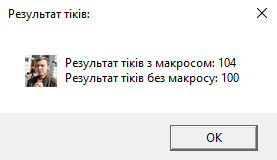 Результат тіків:
Результат тіків з макросом: 104
Результат тіків без макросу: 100
OK